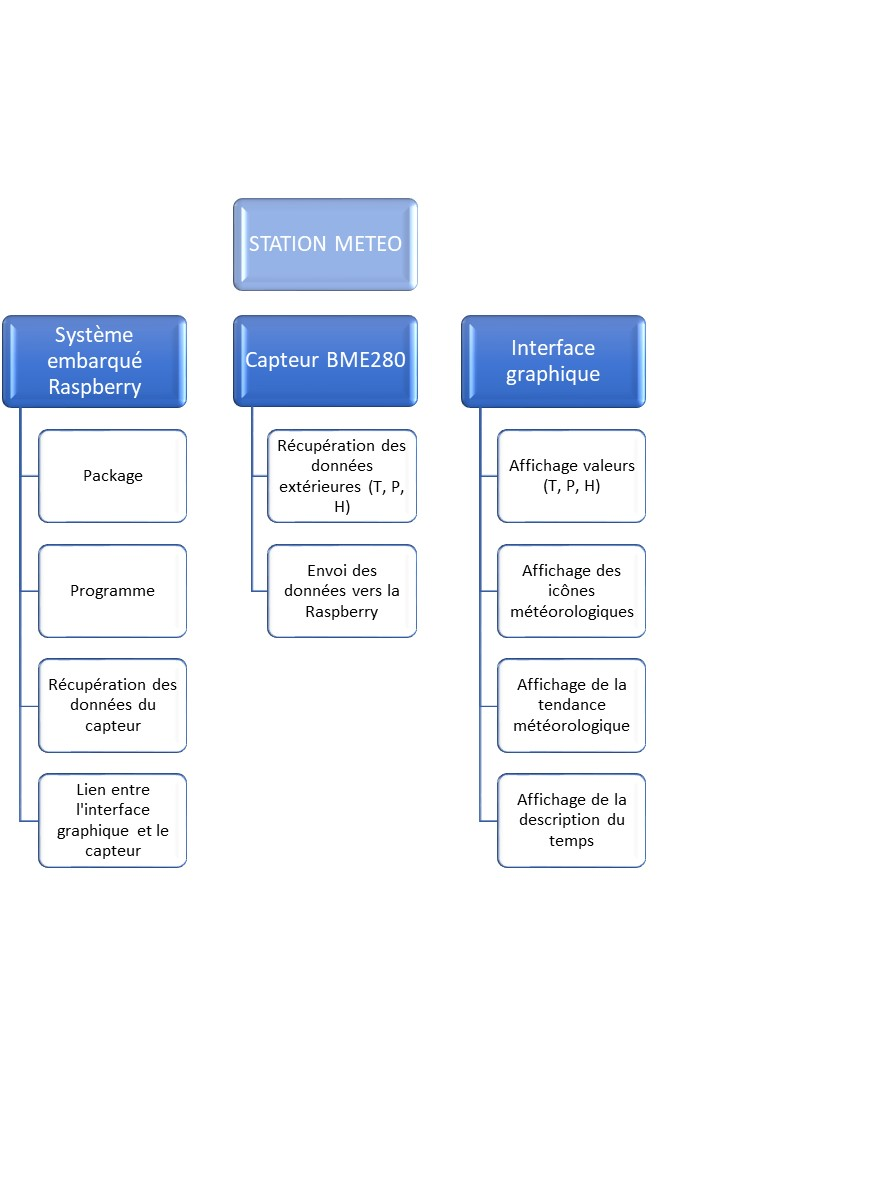 STATION METEO
Système
embarqué
Raspberry
Package
Programme
Récupération des
données du
capteur
Lien entre
l'interface
graphique et le
capteur
Capteur BME280
Récupération des
données
extérieures (T, P,
H)
Envoi des
données vers la
Raspberry
Interface
graphique
Affichage valeurs
(T, P, H)
Affichage des
icônes
météorologiques
Affichage de la
tendance
météorologique
Affichage de la
description du
temps